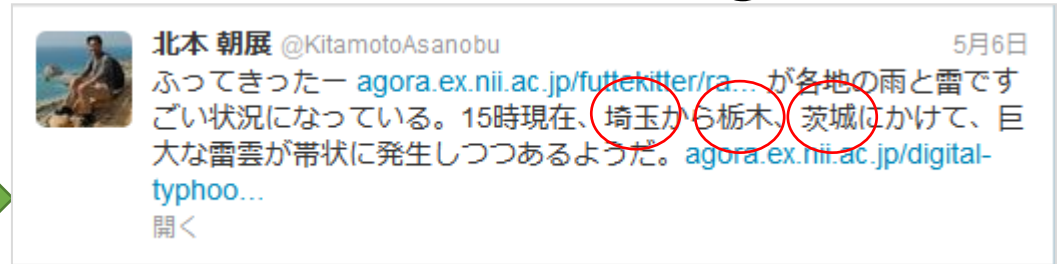 北本 朝展 @KitamotoAsanobu 5月6日
ふってきったー agora.ex.nii.ac.jp/futtekitter/ra... が各地の雨と雷です
ごい状況になっている。15時現在、埼玉から栃木、茨城にかけて、巨
大な雷雲が帯状に発生しつつあるようだ。agora.ex.nii.ac.jp/digital-
typhoo...
開く